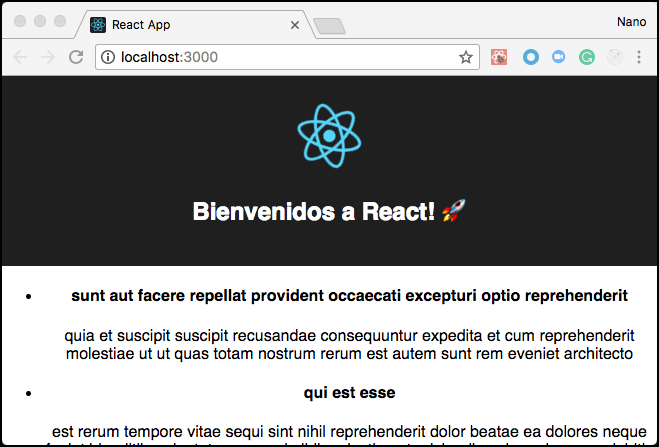 React App
Nano
localhost:3000
Bienvenidos a React! 🚀
sunt aut facere repellat provident occaecati excepturi optio reprehenderit
quia et suscipit suscipit recusandae consequuntur expedita et cum reprehenderit
molestiae ut ut quas totam nostrum rerum est autem sunt rem eveniet architecto
qui est esse
est rerum tempore vitae sequi sint nihil reprehenderit dolor beatae ea dolores neque